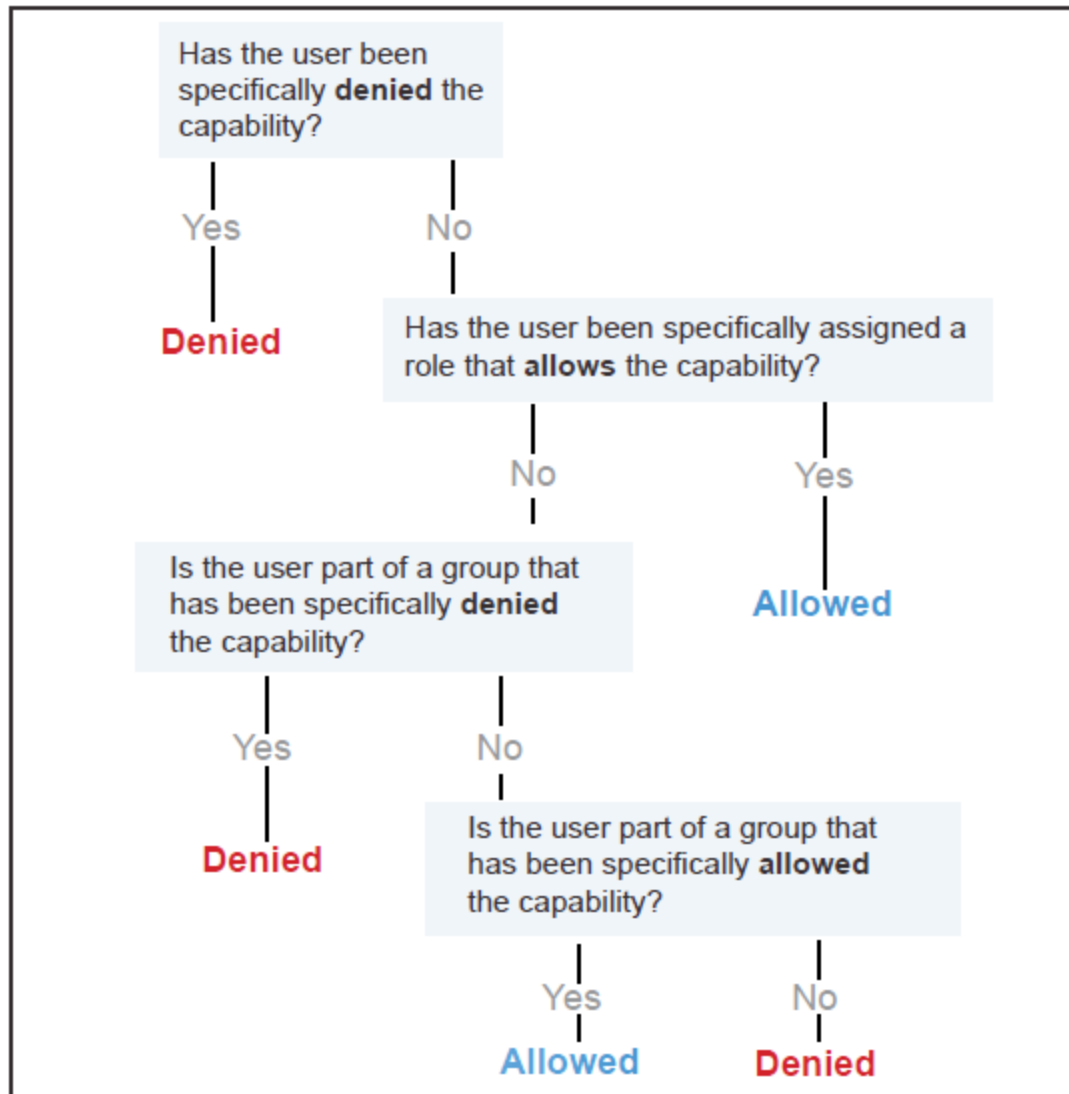 Has the user been
specifically denied the
capability?
Yes
No
Denied
Has the user been specifically assigned a
role that allows the capability?
No
Yes
Is the user part of a group that
has been specifically denied
the capability?
Allowed
Yes
No
Denied
Is the user part of a group that
has been specifically allowed
the capability?
Yes
No
Allowed
Denied